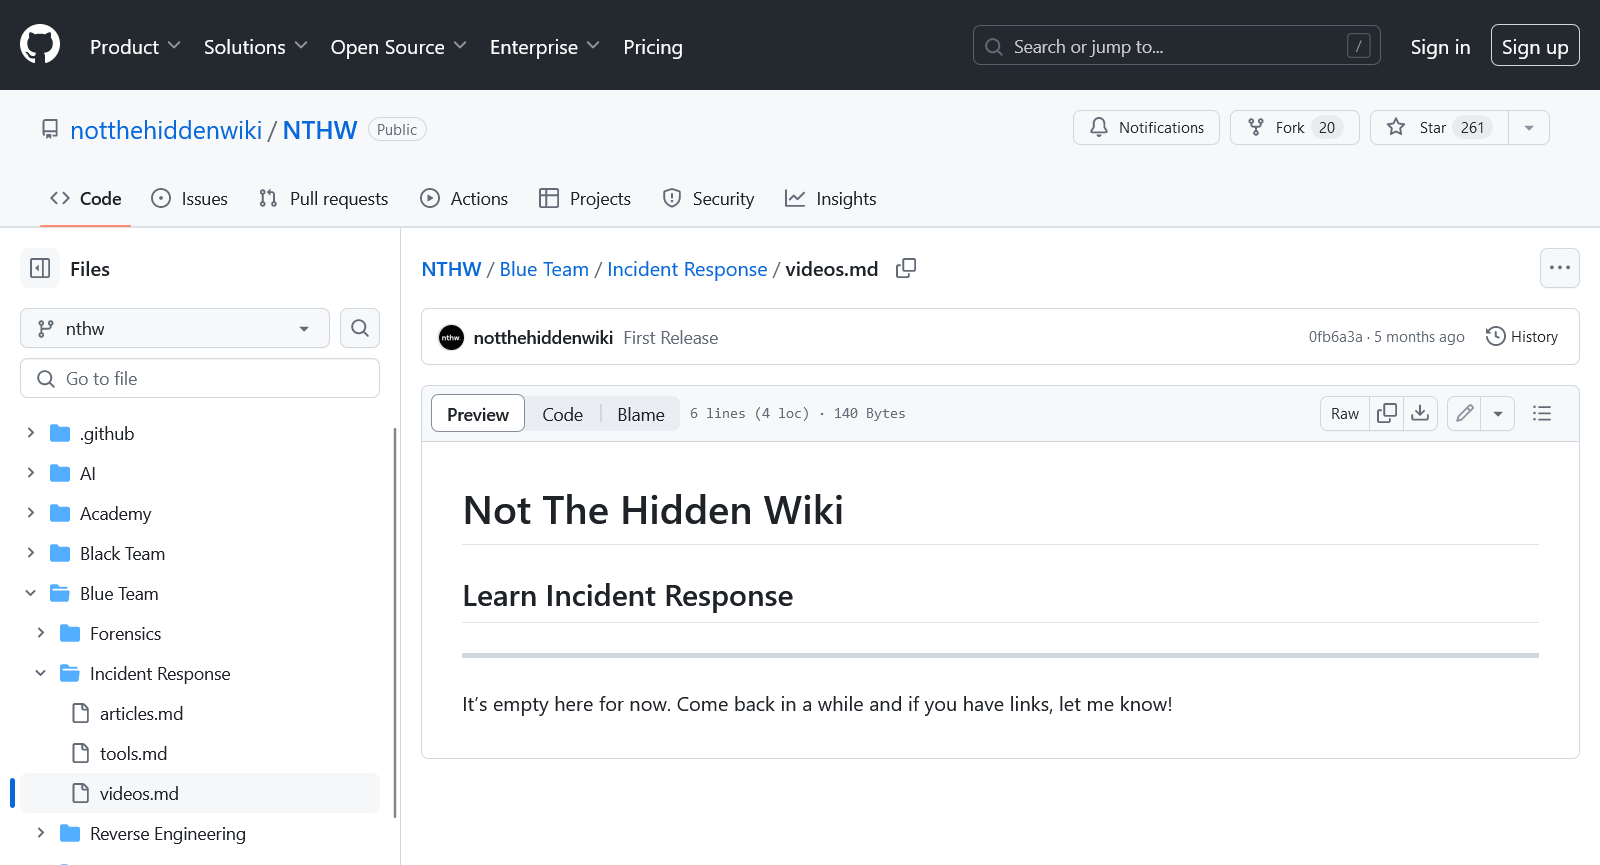 Product Solutions Open Source Enterprise Pricing Search or jump to... / Sign in Sign up
notthehiddenwiki / NTHW Public Notifications Fork 20 Star 261
Code Issues Pull requests Actions Projects Security Insights
Files
nthw
Go to file
.github
AI
Academy
Black Team
Blue Team
Forensics
Incident Response
articles.md
tools.md
videos.md
Reverse Engineering
NTHW / Blue Team / Incident Response / videos.md
nthw notthehiddenwiki First Release 0fb6a3a · 5 months ago History
Preview Code Blame 6 lines (4 loc) · 140 Bytes Raw
Not The Hidden Wiki
Learn Incident Response
It’s empty here for now. Come back in a while and if you have links, let me know!